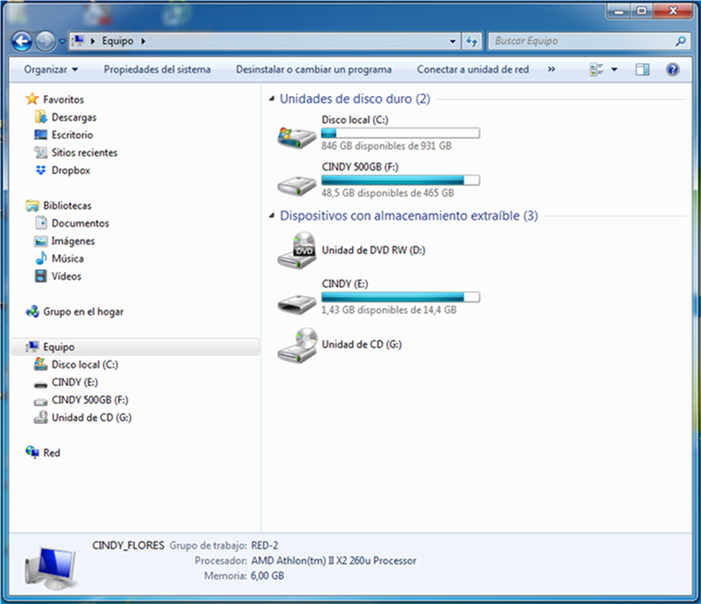 Equipo
Buscar Equipo
Organizar
Propiedades del sistema
Desinstalar o cambiar un programa
Conectar a unidad de red
»
Favoritos
Descargas
Escritorio
Sitios recientes
Dropbox
Bibliotecas
Documentos
Imágenes
Música
Vídeos
Grupo en el hogar
Equipo
Disco local (C:)
CINDY (E:)
CINDY 500GB (F:)
Unidad de CD (G:)
Red
Unidades de disco duro (2)
Disco local (C:)
846 GB disponibles de 931 GB
CINDY 500GB (F:)
48,5 GB disponibles de 465 GB
Dispositivos con almacenamiento extraíble (3)
DVD
Unidad de DVD RW (D:)
CINDY (E:)
1,43 GB disponibles de 14,4 GB
Unidad de CD (G:)
CINDY_FLORES Grupo de trabajo: RED-2
Procesador: AMD Athlon(tm) II X2 260u Processor
Memoria: 6,00 GB